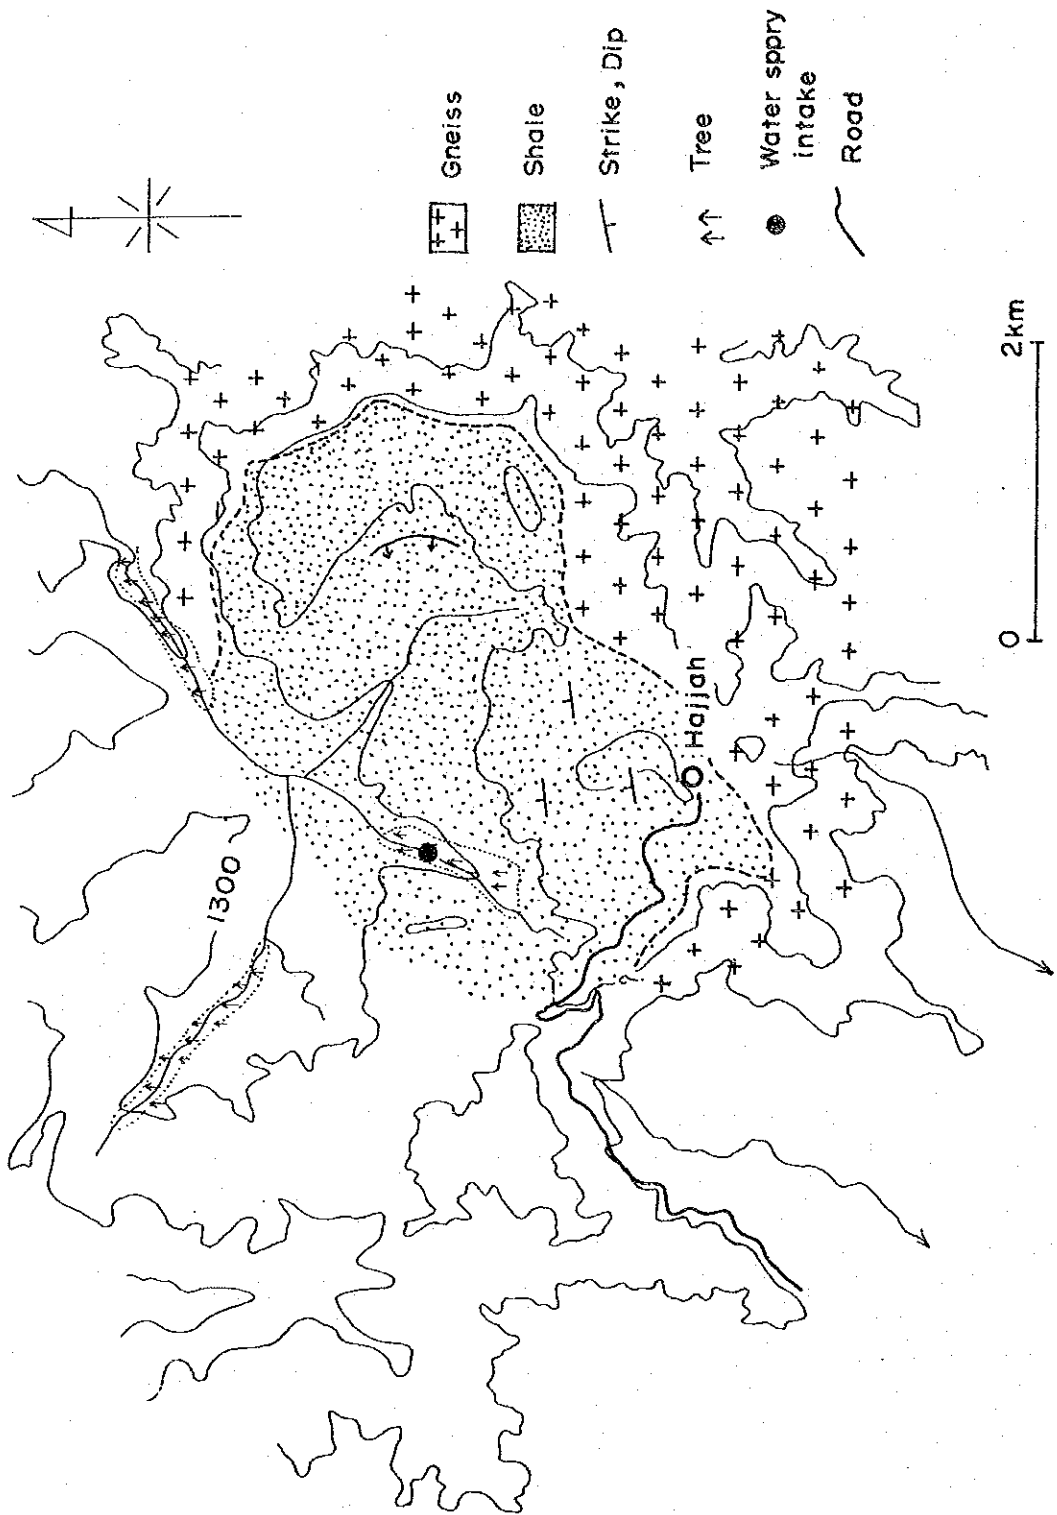 Gneiss
Shale
Strike, Dip
Tree
Water sppry
intake
Road
1300
Hajjah
0
2km